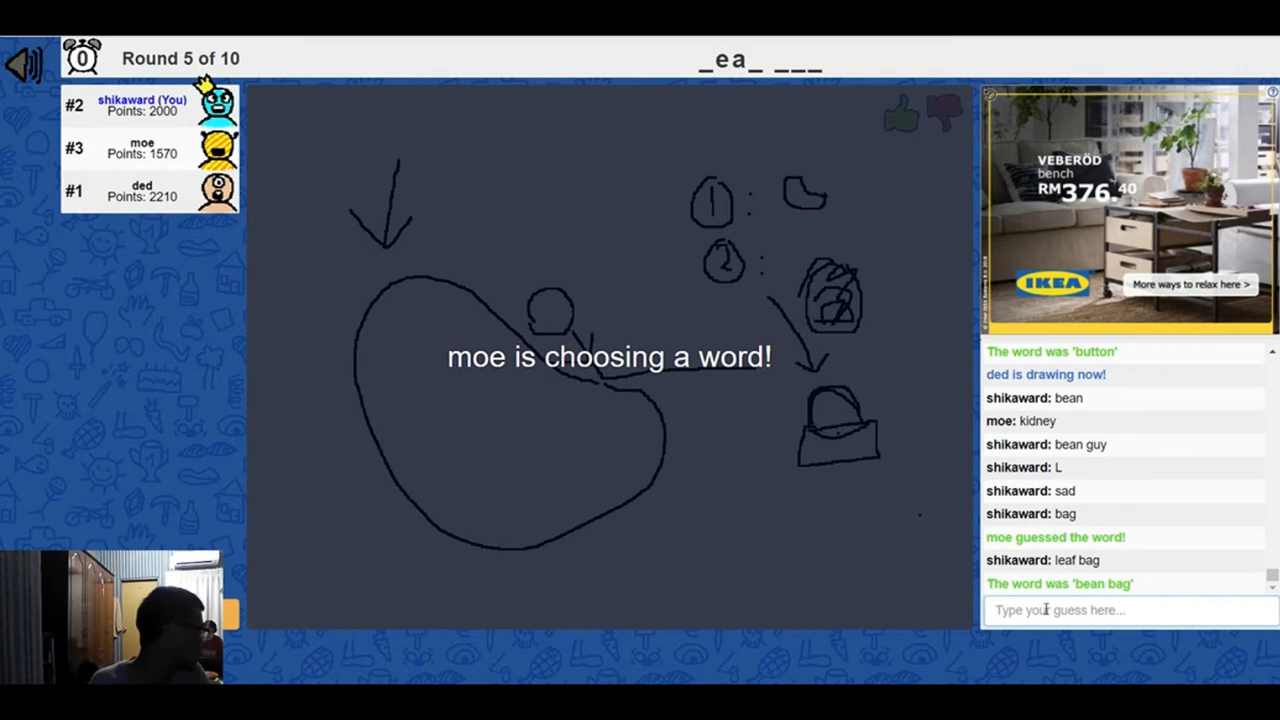 0
Round 5 of 10
_ea_ ___
#2 shikaward (You)
Points: 2000
#3 moe
Points: 1570
#1 ded
Points: 2210
1 :
2 :
moe is choosing a word!
VEBERÖD
bench
RM376.40
IKEA
More ways to relax here >
The word was 'button'
ded is drawing now!
shikaward: bean
moe: kidney
shikaward: bean guy
shikaward: L
shikaward: sad
shikaward: bag
moe guessed the word!
shikaward: leaf bag
The word was 'bean bag'
Type your guess here...